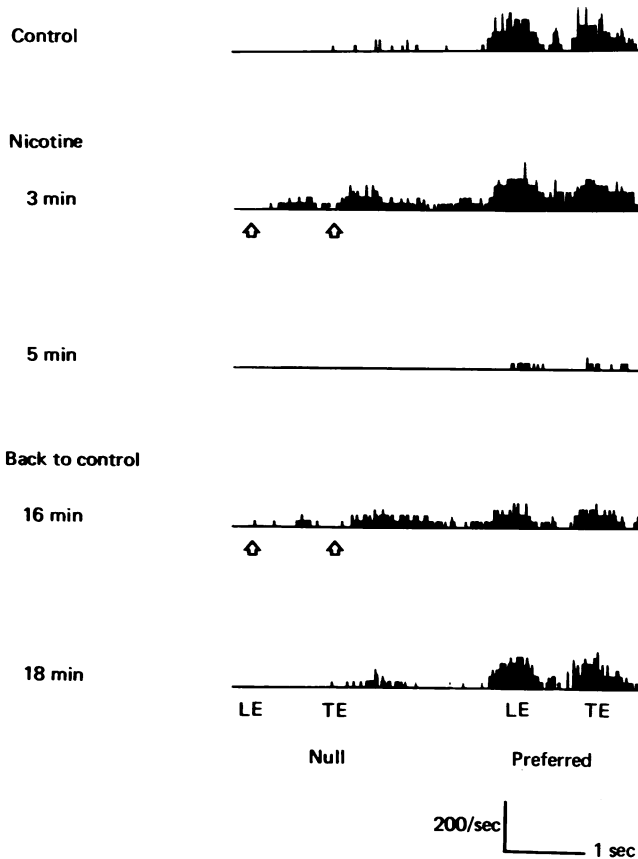 Control
Nicotine
3 min
5 min
Back to control
16 min
18 min
LE TE LE TE
Null Preferred
200/sec
1 sec